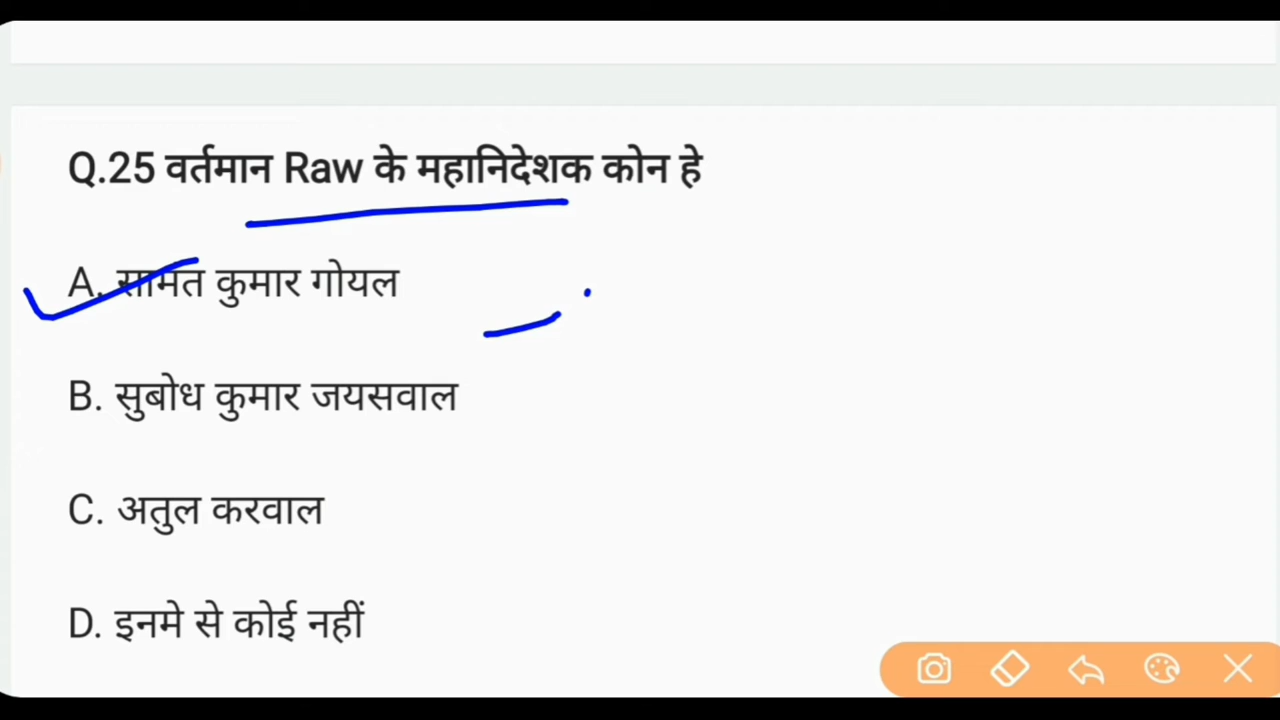 Q.25 वर्तमान Raw के महानिदेशक कोन हे
A. सामंत कुमार गोयल
B. सुबोध कुमार जयसवाल
C. अतुल करवाल
D. इनमे से कोई नहीं